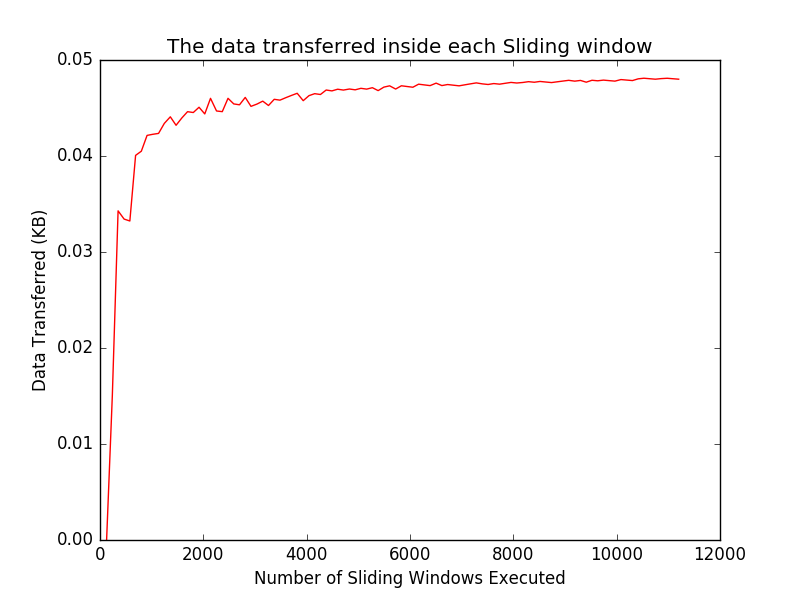 The data transferred inside each Sliding window
0.05
0.04
0.03
0.02
0.01
0.00
Data Transferred (KB)
0 2000 4000 6000 8000 10000 12000
Number of Sliding Windows Executed